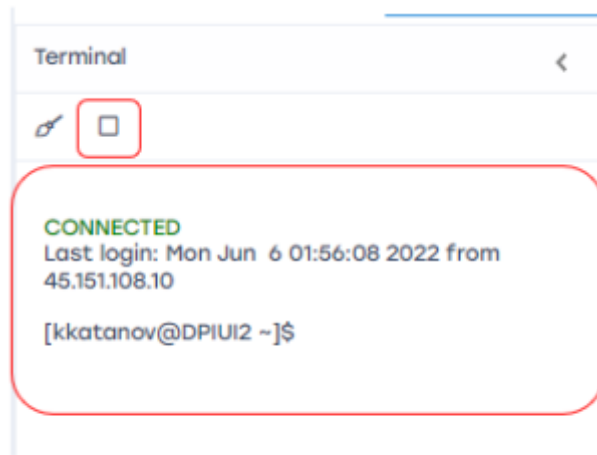 Terminal
CONNECTED
Last login: Mon Jun  6 01:56:08 2022 from
45.151.108.10
[kkatanov@DPIUI2 ~]$